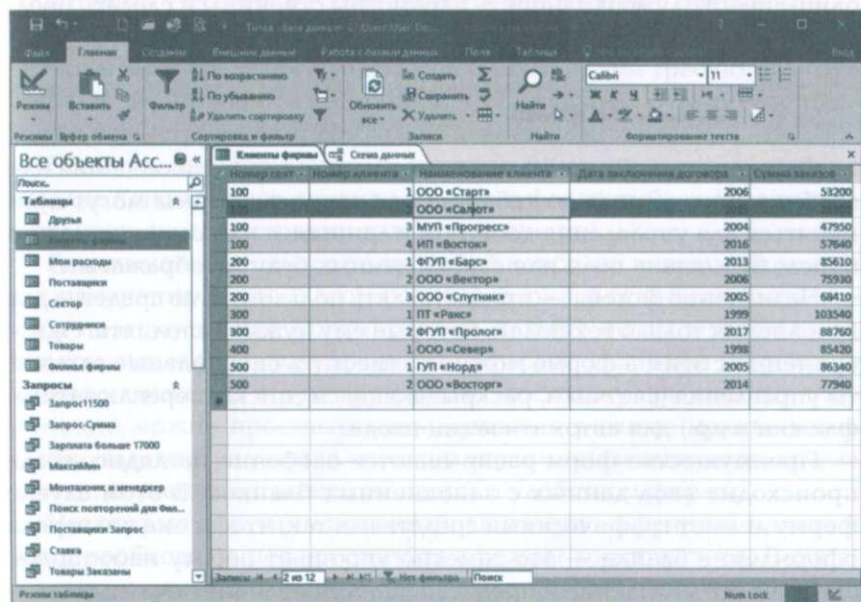 Файл Главная Создание Внешние данные Работа с базами данных Поля Таблица Вход
Режим Вставить Фильтр По возрастанию По убыванию Удалить сортировку Обновить все Создать Сохранить Удалить Найти Calibri 11
Ж К Ч
Режимы Буфер обмена Сортировка и фильтр Записи Найти Форматирование текста
Все объекты Acc...
Поиск...
Таблицы
Друзья
Клиенты фирмы
Мои расходы
Поставщики
Сектор
Сотрудники
Товары
Филиал фирмы
Запросы
Запрос11500
Запрос-Сумма
Зарплата больше 17000
МаксиМин
Монтажник и менеджер
Поиск повторений для Фил...
Поставщики Запрос
Ставка
Товары Заказаны
Клиенты фирмы Схема данных
Номер сект Номер клиента Наименование клиента Дата заключения договора Сумма заказов
100 1 ООО «Старт» 2006 53200
ООО «Салют»
100 3 МУП «Прогресс» 2004 47950
100 4 ИП «Восток» 2016 57640
200 1 ФГУП «Барс» 2013 85610
200 2 ООО «Вектор» 2006 75930
200 3 ООО «Спутник» 2005 68410
300 1 ПТ «Ракс» 1999 103540
300 2 ФГУП «Пролог» 2017 88760
400 1 ООО «Север» 1998 85420
500 1 ГУП «Норд» 2005 86340
500 2 ООО «Восторг» 2014 77940
Записи 2 из 12 Нет фильтра Поиск
Режим таблицы Num Lock